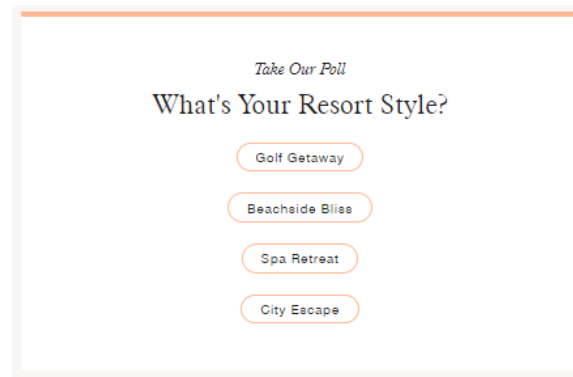 Take Our Poll
What's Your Resort Style?
Golf Getaway
Beachside Bliss
Spa Retreat
City Escape